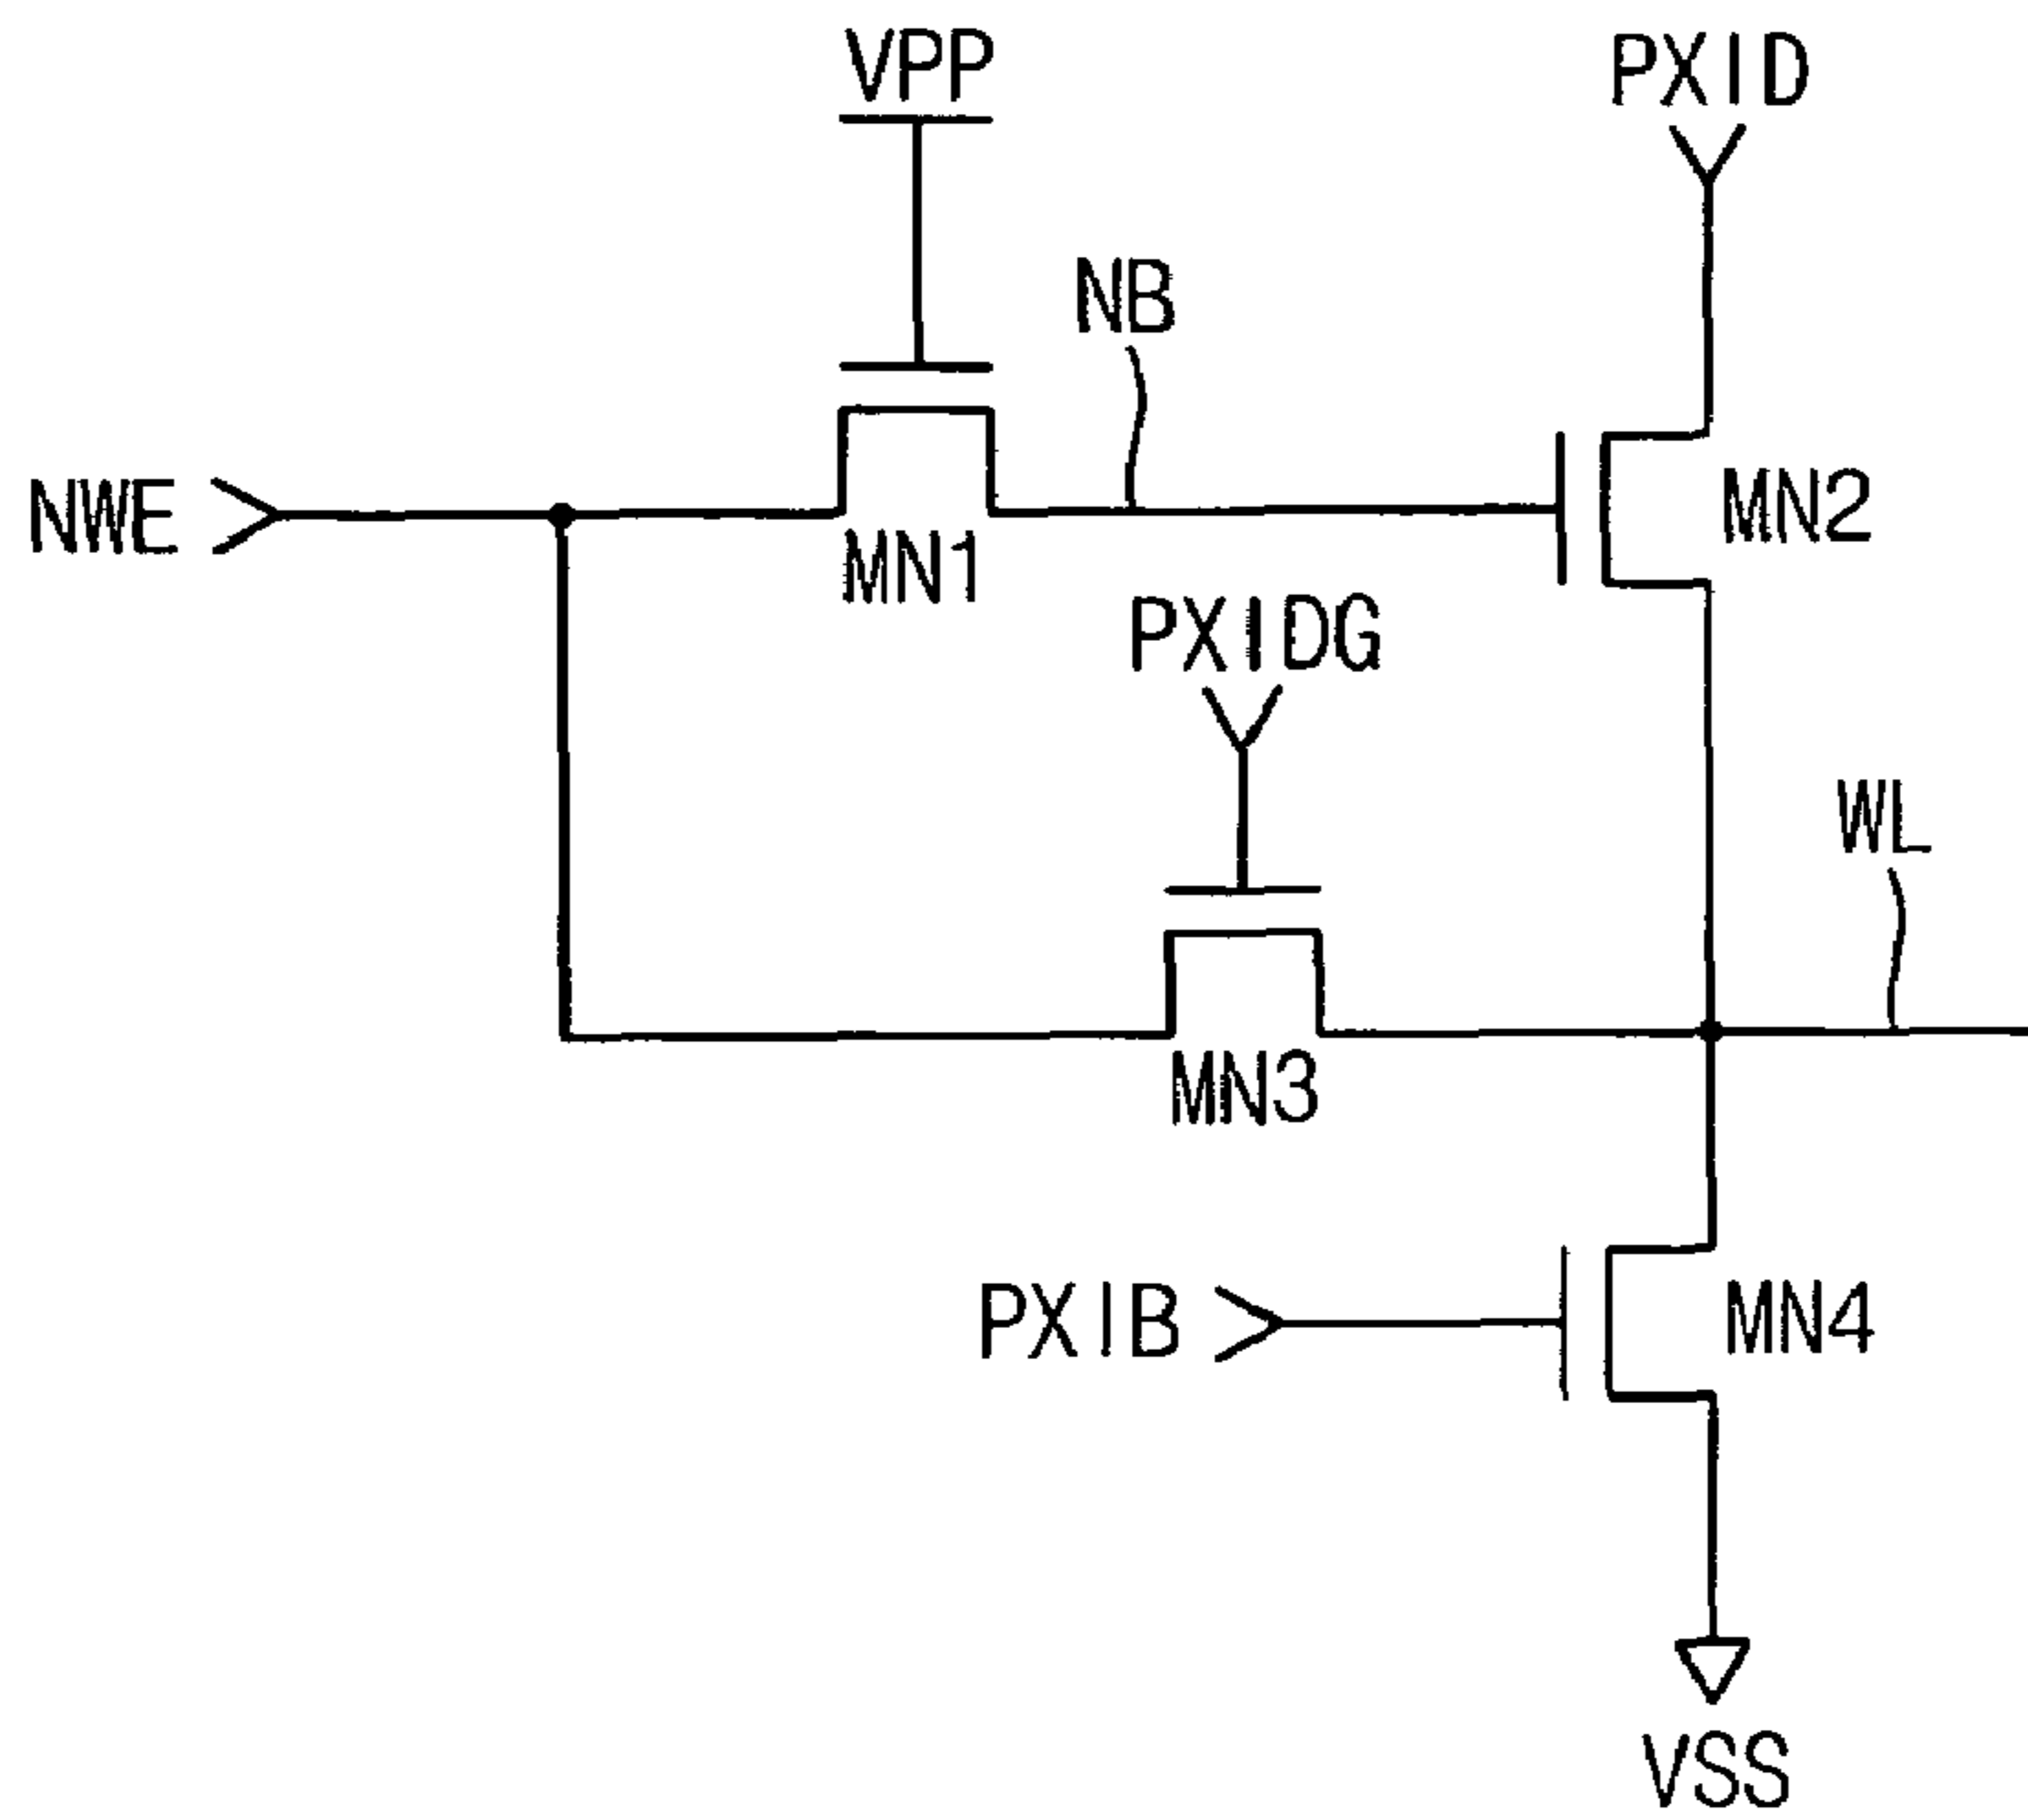 VPP
PXID
NB
NWE
MN2
MN1
PXIDG
WL
MN3
PXIB
MN4
VSS